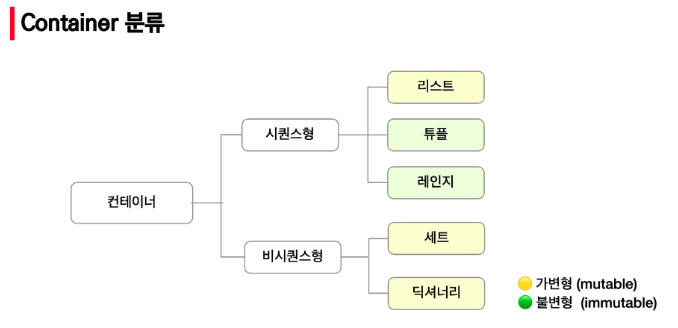 Container 분류
리스트
시퀀스형
튜플
레인지
컨테이너
세트
비시퀀스형
딕셔너리
가변형 (mutable)
불변형 (immutable)